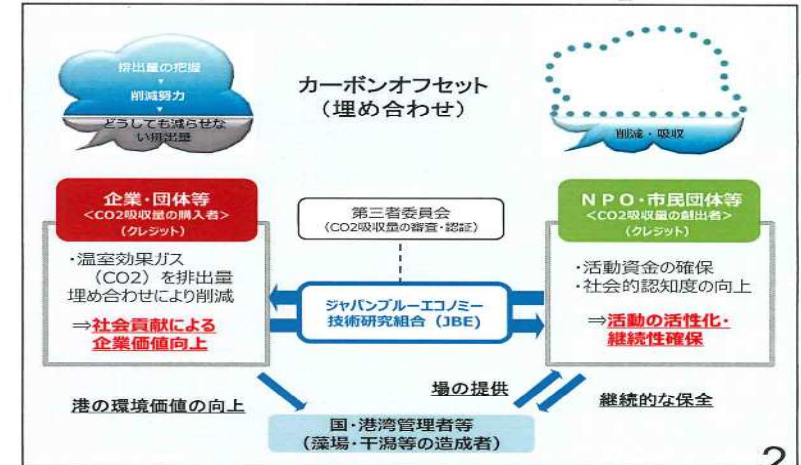 排出量の把握
削減努力
どうしても減らせな
い排出量
カーボンオフセット
（埋め合わせ）
削減・吸収
企業・団体等
<CO2吸収量の購入者>
（クレジット）
・温室効果ガス
（CO2）を排出量
埋め合わせにより削減
⇒社会貢献による
企業価値向上
第三者委員会
（CO2吸収量の審査・認証）
ジャパンブルーエコノミー
技術研究組合（JBE）
ＮＰＯ・市民団体等
<CO2吸収量の創出者>
（クレジット）
・活動資金の確保
・社会的認知度の向上
⇒活動の活性化・
継続性確保
港の環境価値の向上
場の提供
継続的な保全
国・港湾管理者等
（藻場・干潟等の造成者）
2